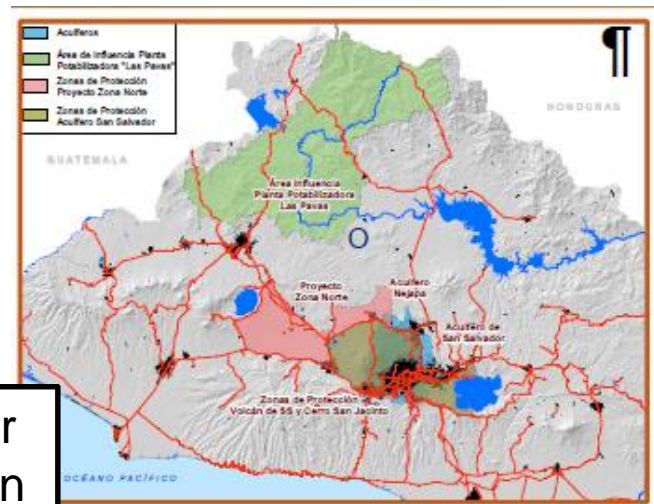 Acuíferos
Área de Influencia Planta
Potabilizadora "Las Pavas"
Zonas de Protección
Proyecto Zona Norte
Zonas de Protección
Acuífero San Salvador
¶
HONDURAS
GUATEMALA
Área Influencia
Planta Potabilizadora
Las Pavas
O
Proyecto
Zona Norte
Acuífero
Nejapa
Acuífero de
San Salvador
Zonas de Protección
Volcán de SS y Cerro San Jacinto
r
n
OCÉANO PACÍFICO